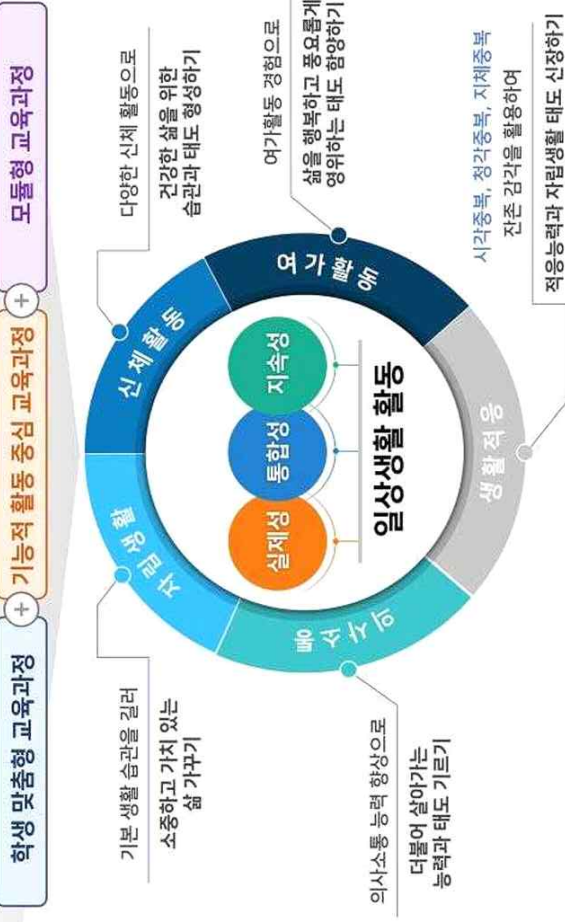 학생 맞춤형 교육과정
+
기능적 활동 중심 교육과정
+
모듈형 교육과정
기본 생활 습관을 길러
소중하고 가치 있는
삶 가꾸기
다양한 신체 활동으로
건강한 삶을 위한
습관과 태도 형성하기
자립생활
신체활동
여가활동 경험으로
삶을 행복하고 풍요롭게
영위하는 태도 함양하기
여가활동
실제성
통합성
지속성
일상생활 활동
의사소통
의사소통 능력 향상으로
더불어 살아가는
능력과 태도 기르기
생활적응
시각중복, 청각중복, 지체중복
잔존 감각을 활용하여
적응능력과 자립생활 태도 신장하기